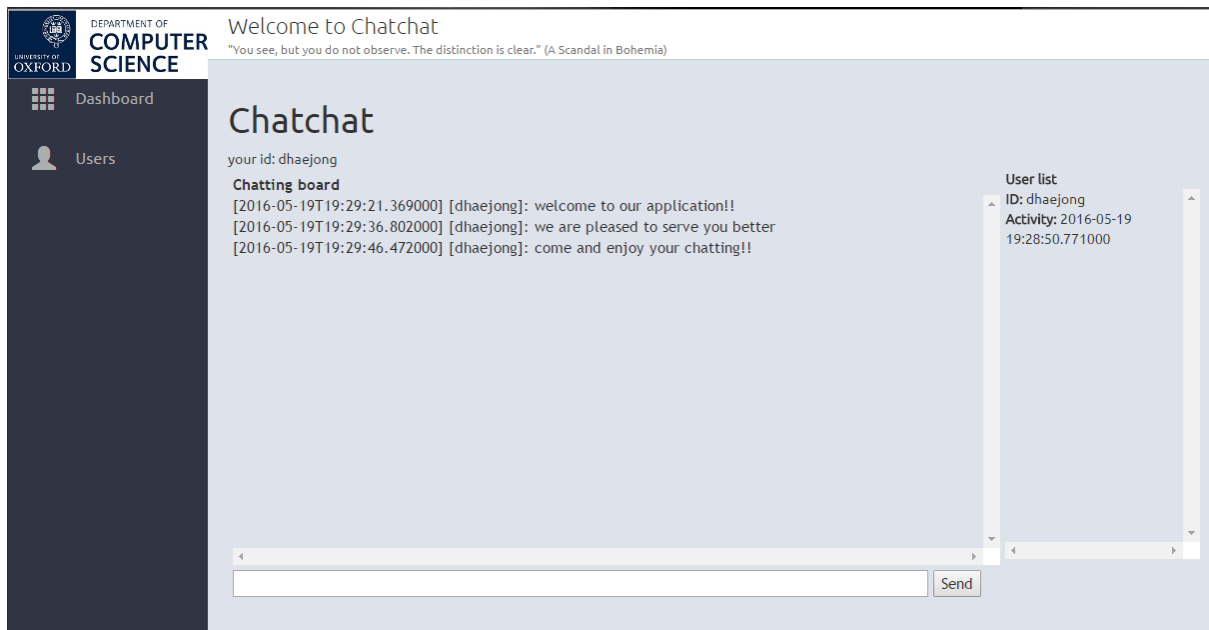 UNIVERSITY OF
OXFORD
DEPARTMENT OF
COMPUTER
SCIENCE
Welcome to Chatchat
"You see, but you do not observe. The distinction is clear." (A Scandal in Bohemia)
Dashboard
Users
Chatchat
your id: dhaejong
Chatting board
[2016-05-19T19:29:21.369000] [dhaejong]: welcome to our application!!
[2016-05-19T19:29:36.802000] [dhaejong]: we are pleased to serve you better
[2016-05-19T19:29:46.472000] [dhaejong]: come and enjoy your chatting!!
User list
ID: dhaejong
Activity: 2016-05-19
19:28:50.771000
Send